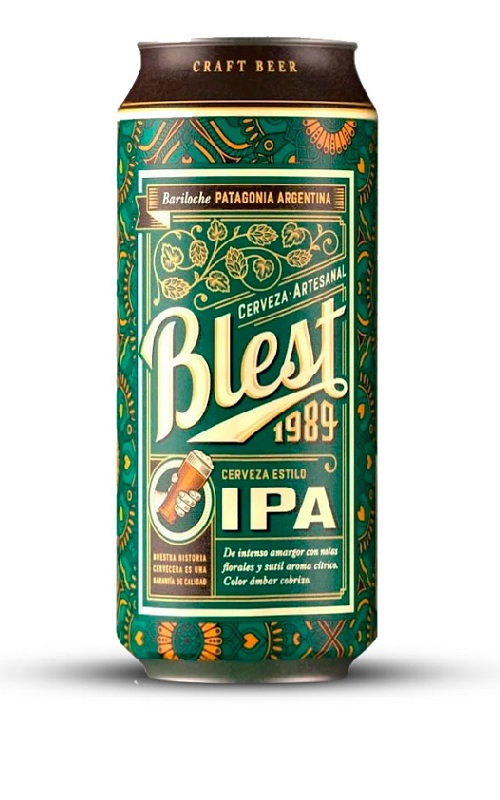 CRAFT BEER
Bariloche PATAGONIA ARGENTINA
CERVEZA·ARTESANAL
Blest
1989
CERVEZA ESTILO
IPA
NUESTRA HISTORIA
CERVECERA ES UNA
GARANTÍA DE CALIDAD
De intenso amargor con notas
florales y sutil aroma cítrico.
Color ámbar cobrizo.